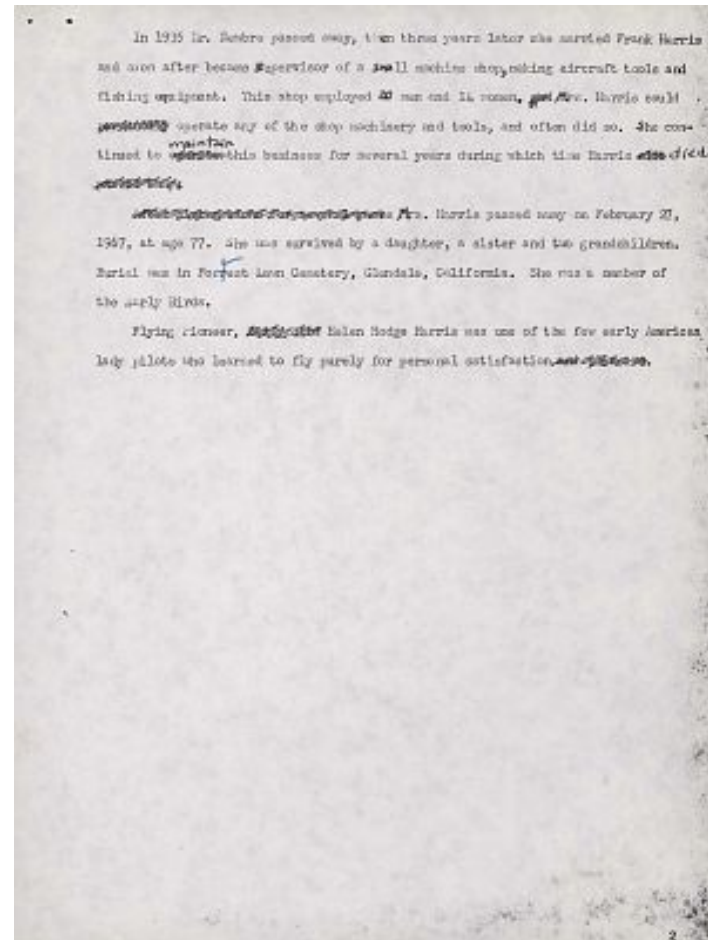 In 1935 Mr. passed away, then three years later she married Frank Harris
and soon after became Supervisor of a small machine shop, making aircraft tools and
fishing equipment. This shop employed men and 14 women, Mrs. Harris could
operate any of the shop machinery and tools, and often did so. She con-
maintain
tinued to this business for several years during which time Harris died
Mrs. Harris passed away on February 27,
1967, at age 77. She was survived by a daughter, a sister and two grandchildren.
Burial was in Forrest Lawn Cemetery, Glendale, California. She was a member of
the Early Birds.
Flying Pioneer, Helen Hodge Harris was one of the few early American
lady pilots who learned to fly purely for personal satisfaction.
2